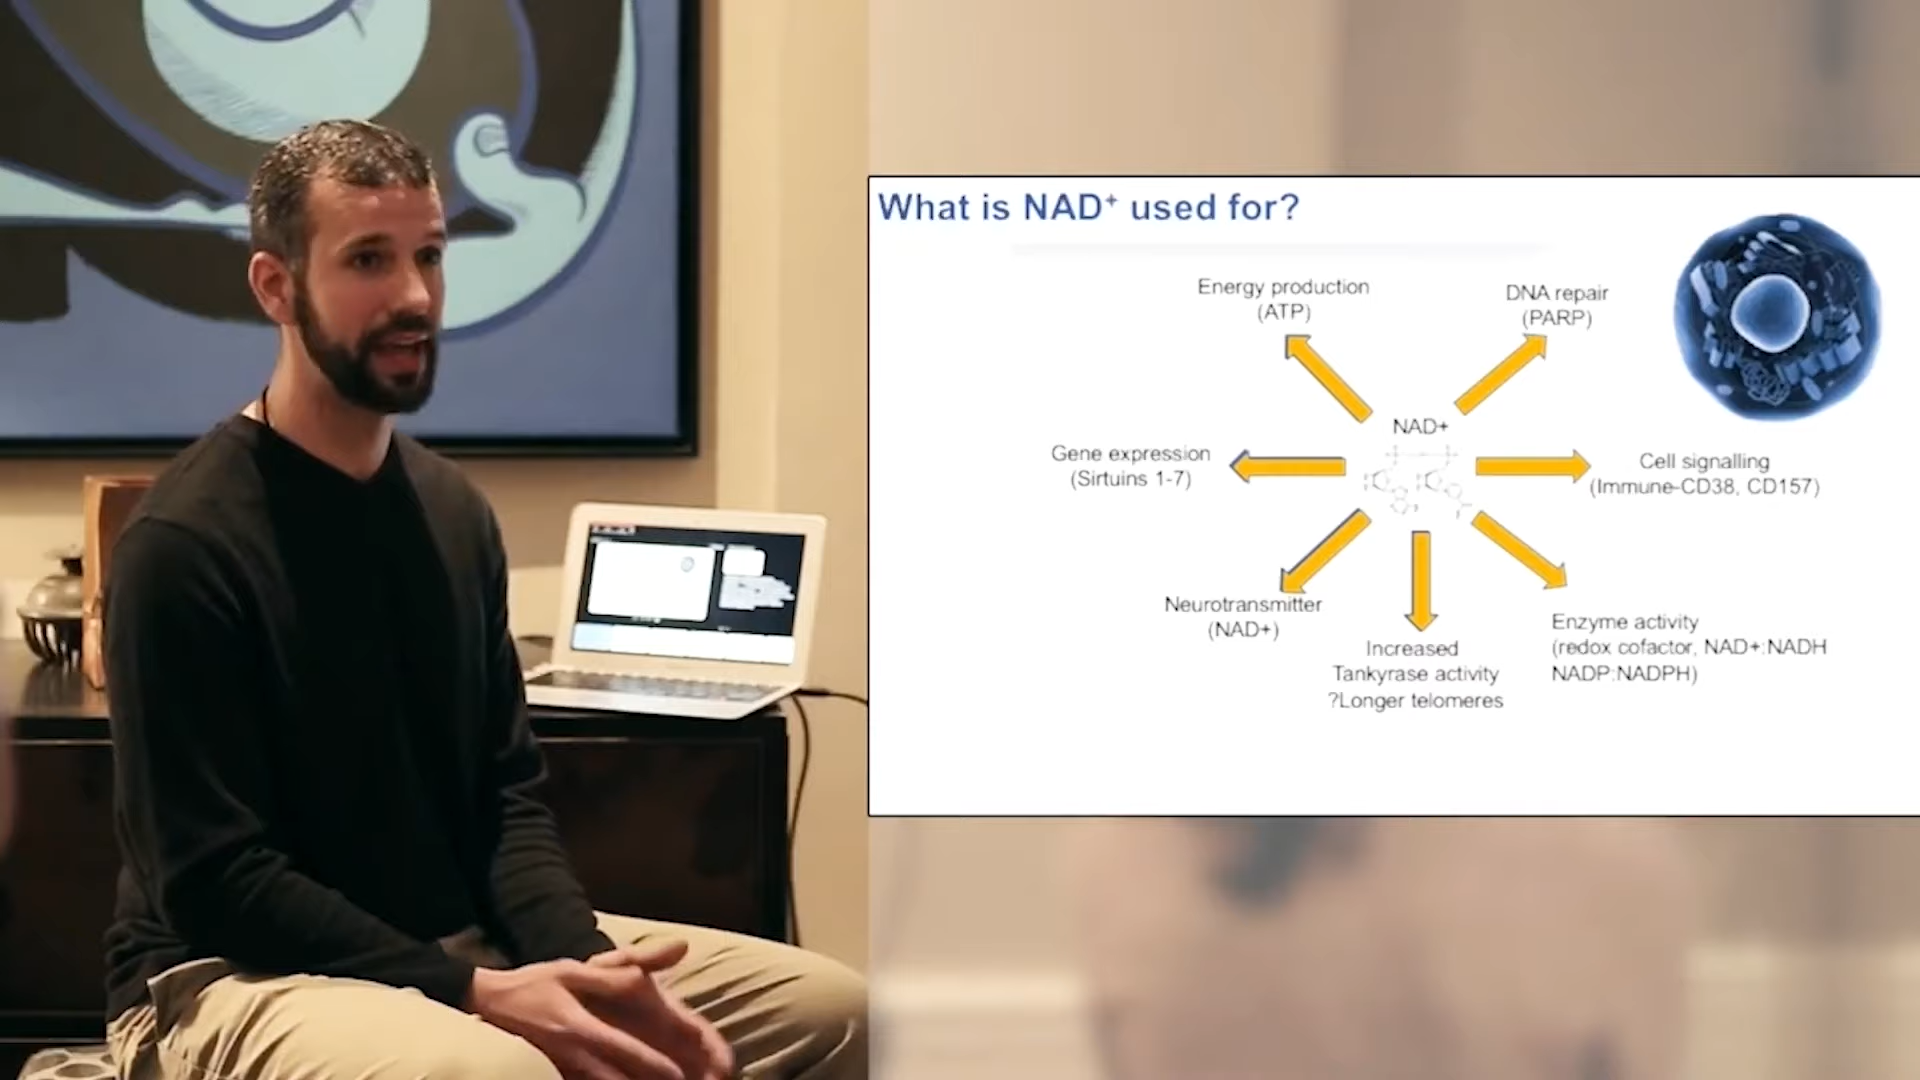 What is NAD⁺ used for?
Energy production
(ATP)
DNA repair
(PARP)
NAD+
Gene expression
(Sirtuins 1-7)
Cell signalling
(Immune-CD38, CD157)
Neurotransmitter
(NAD+)
Increased
Tankyrase activity
?Longer telomeres
Enzyme activity
(redox cofactor, NAD+:NADH
NADP:NADPH)